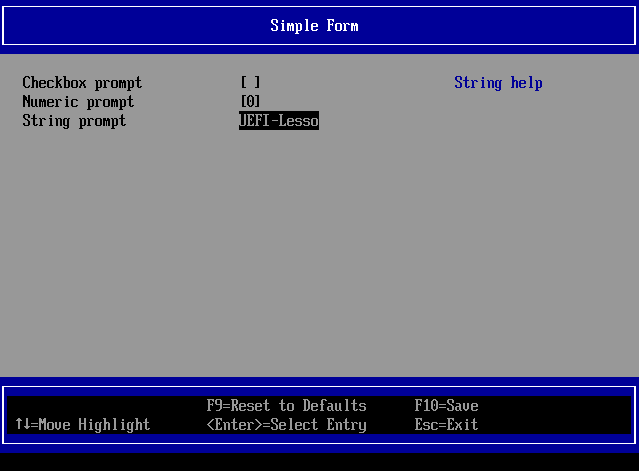 Simple Form
Checkbox prompt [ ] String help
Numeric prompt [0]
String prompt UEFI-Lesso
F9=Reset to Defaults F10=Save
↑↓=Move Highlight <Enter>=Select Entry Esc=Exit